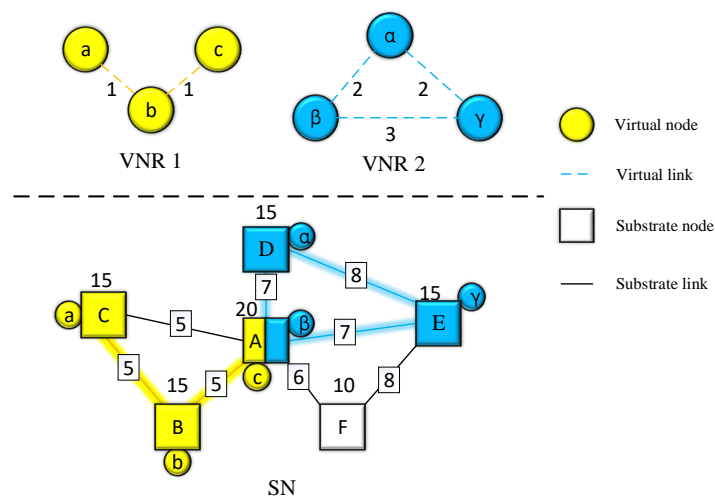 a
c
α
1
1
2
2
b
β
γ
3
VNR 1
VNR 2
Virtual node
Virtual link
Substrate node
Substrate link
15
D
α
8
7
15
a
C
5
20
A
β
7
15
E
γ
5
15
5
c
6
10
8
B
F
b
SN